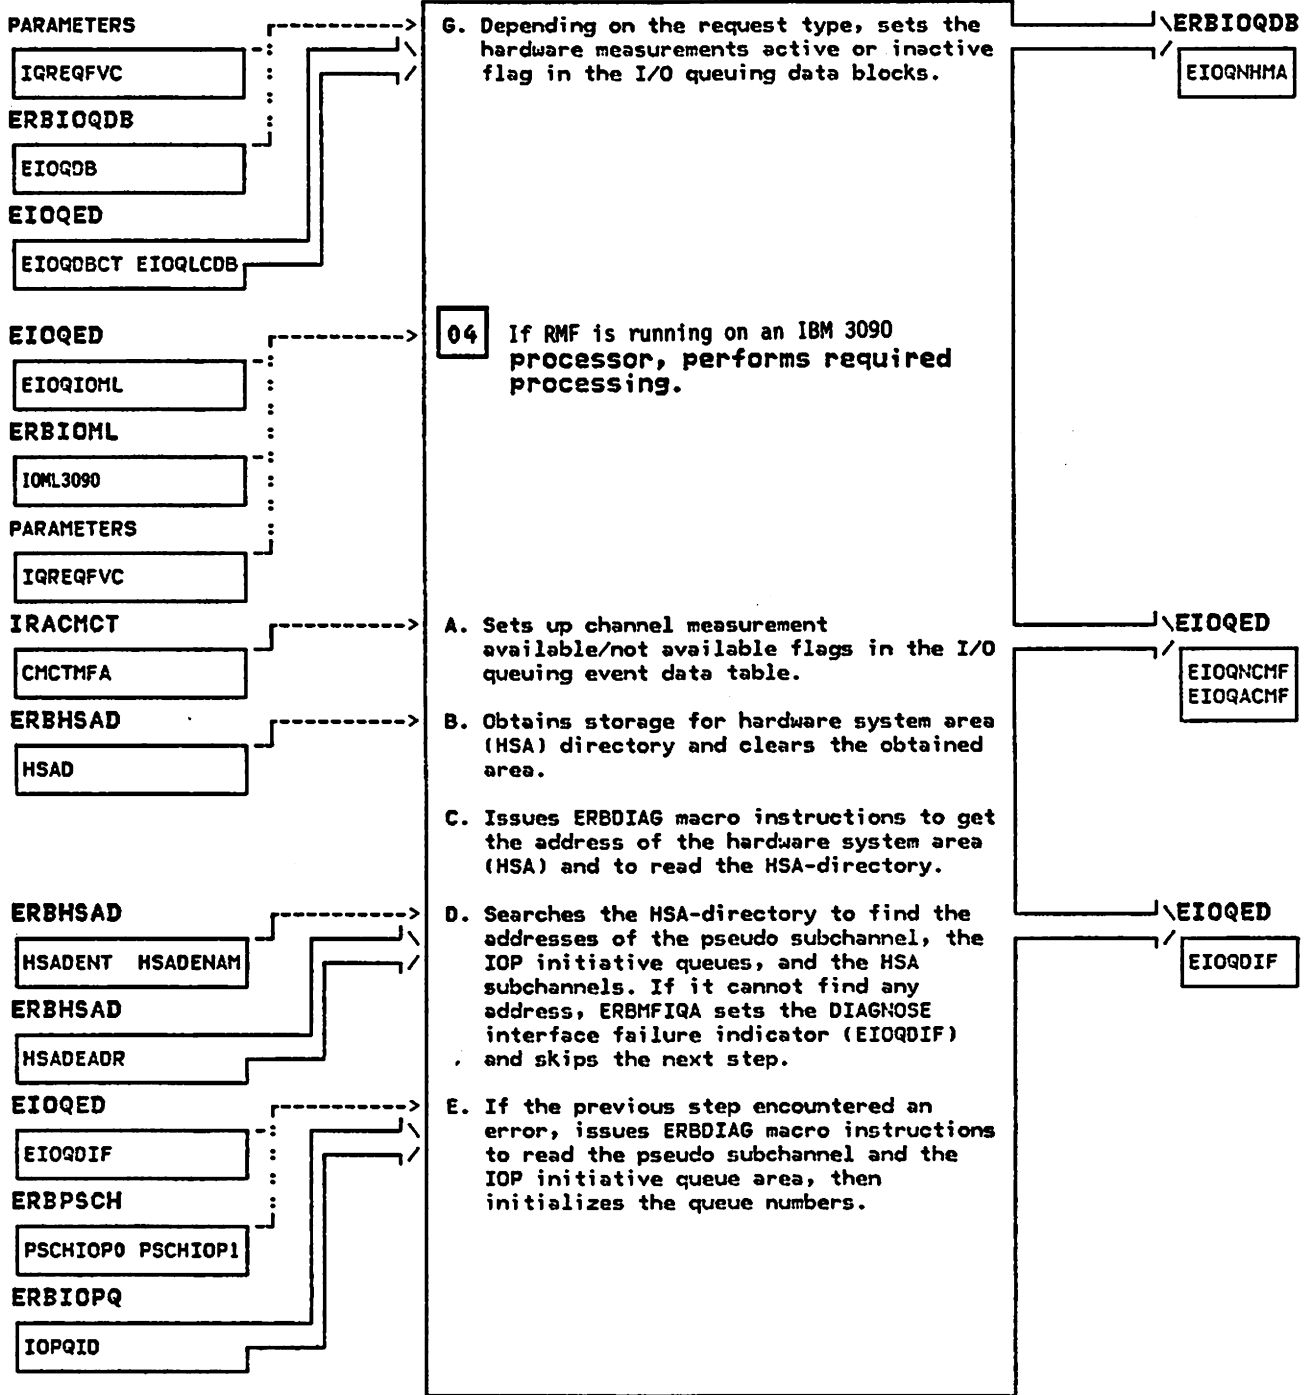 PARAMETERS
IQREQFVC
ERBIOQDB
EIOQDB
EIOQED
EIOQDBCT EIOQLCDB
G. Depending on the request type, sets the
hardware measurements active or inactive
flag in the I/O queuing data blocks.
ERBIOQDB
EIOQNHMA
EIOQED
EIOQIOML
ERBIOML
IOML3090
PARAMETERS
IQREQFVC
04 If RMF is running on an IBM 3090
processor, performs required
processing.
IRACMCT
CMCTMFA
A. Sets up channel measurement
available/not available flags in the I/O
queuing event data table.
EIOQED
EIOQNCMF
EIOQACMF
ERBHSAD
HSAD
B. Obtains storage for hardware system area
(HSA) directory and clears the obtained
area.
C. Issues ERBDIAG macro instructions to get
the address of the hardware system area
(HSA) and to read the HSA-directory.
ERBHSAD
HSADENT HSADENAM
ERBHSAD
HSADEADR
D. Searches the HSA-directory to find the
addresses of the pseudo subchannel, the
IOP initiative queues, and the HSA
subchannels. If it cannot find any
address, ERBMFIQA sets the DIAGNOSE
interface failure indicator (EIOQDIF)
and skips the next step.
EIOQED
EIOQDIF
EIOQED
EIOQDIF
ERBPSCH
PSCHIOP0 PSCHIOP1
ERBIOPQ
IOPQID
E. If the previous step encountered an
error, issues ERBDIAG macro instructions
to read the pseudo subchannel and the
IOP initiative queue area, then
initializes the queue numbers.